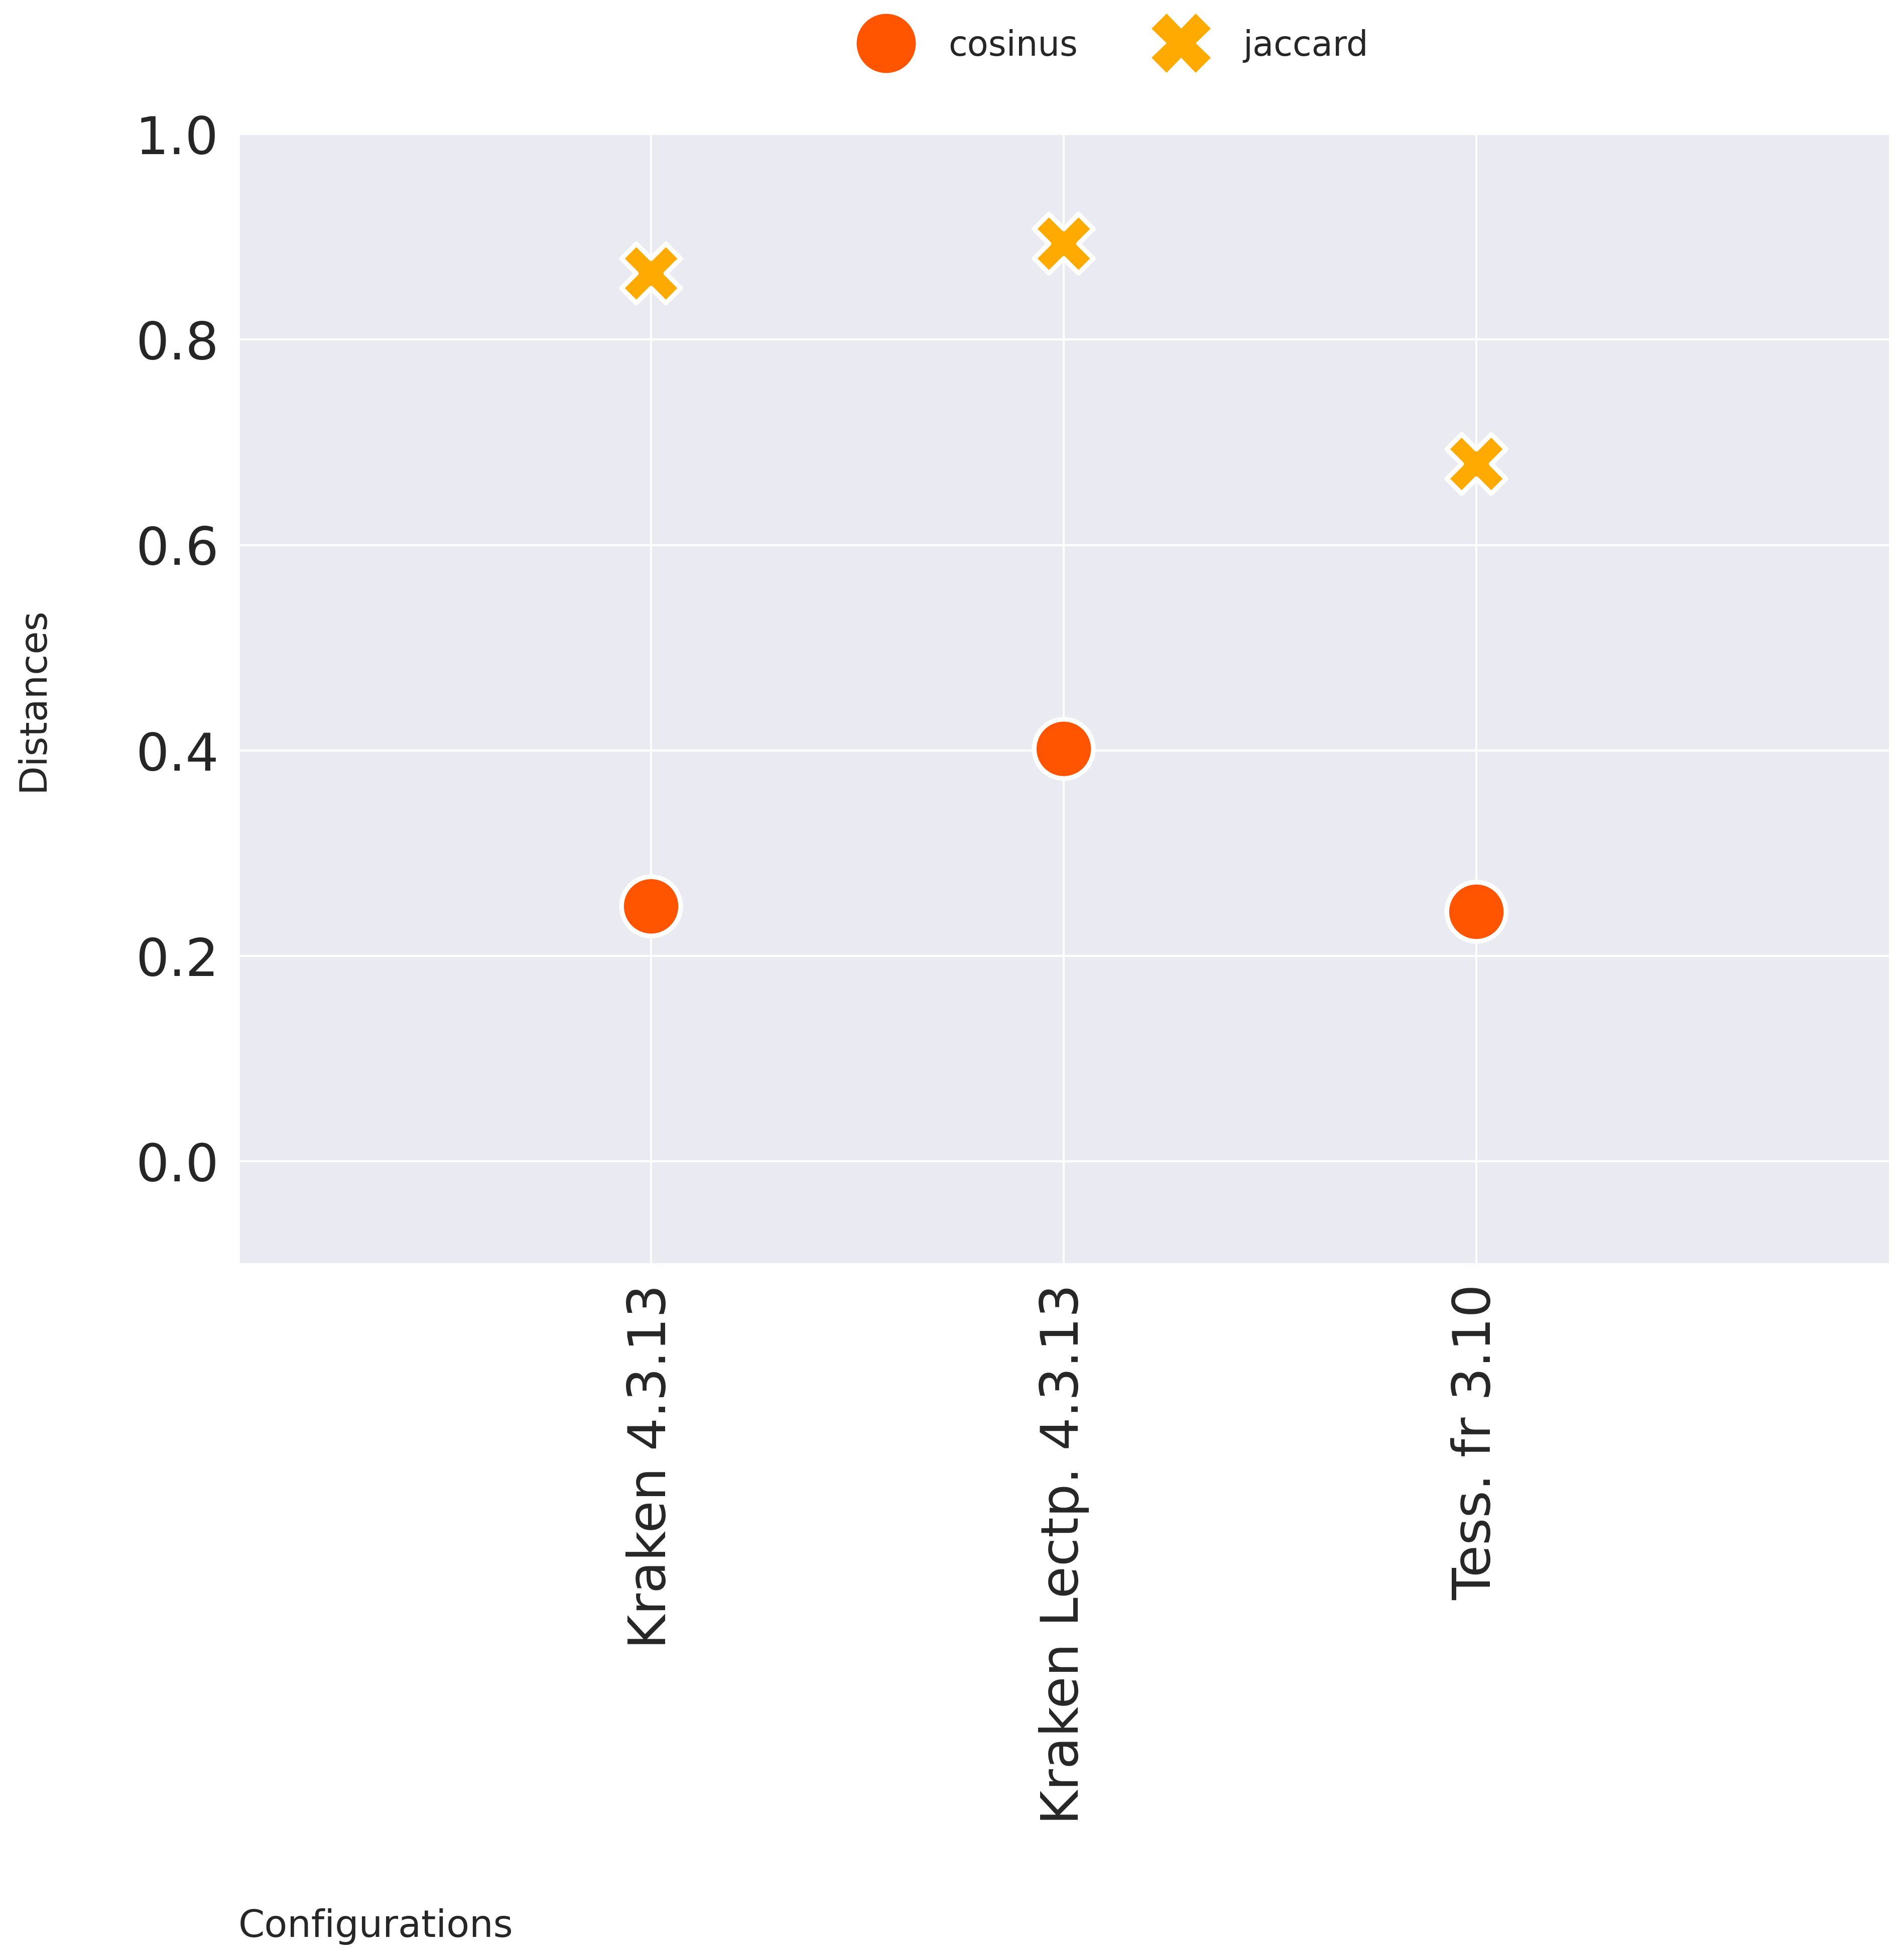 cosinus jaccard
1.0
0.8
0.6
0.4
0.2
0.0
Distances
Kraken 4.3.13
Kraken Lectp. 4.3.13
Tess. fr 3.10
Configurations